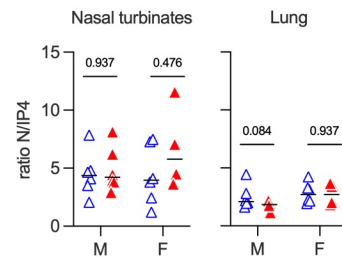 Nasal turbinates
Lung
ratio N/IP4
15
10
5
0
0.937
0.476
0.084
0.937
M
F
M
F